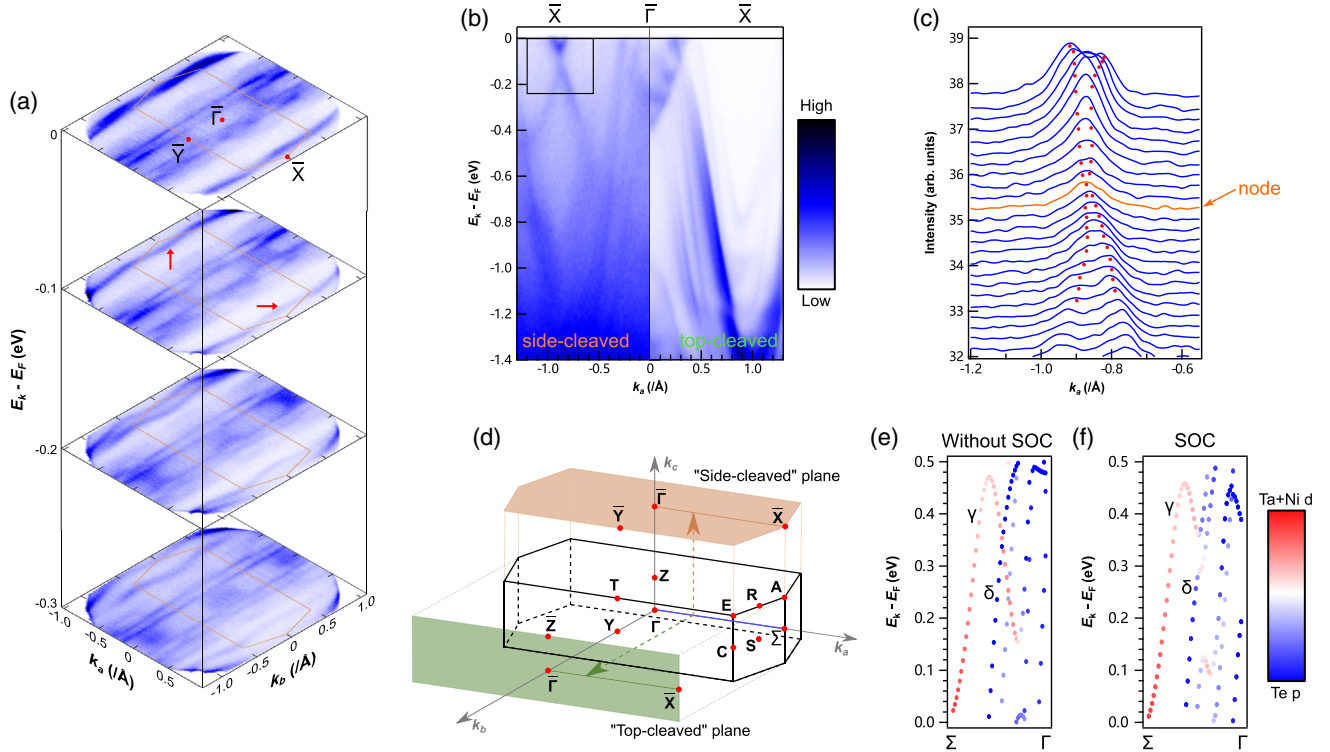 (a)
Γ̅
Y̅
X̅
0
-0.1
-0.2
-0.3
E_k - E_F (eV)
-1.0
-0.5
0
0.5
k_a (/Å)
-1.0
-0.5
0
0.5
1.0
k_b (/Å)
(b)
X̅ Γ̅ X̅
0
-0.2
-0.4
-0.6
-0.8
-1.0
-1.2
-1.4
E_k - E_F (eV)
side-cleaved
top-cleaved
-1.0 -0.5 0 0.5 1.0
k_a (/Å)
High
Low
(c)
39
38
37
36
35
34
33
32
Intensity (arb. units)
node
-1.2 -1.0 -0.8 -0.6
k_a (/Å)
(d)
k_c
"Side-cleaved" plane
Γ̅
Y̅
X̅
Z
T
E
R
A
Γ
Z̅
Y
C
S
Σ
k_a
Γ̅
X̅
k_b
"Top-cleaved" plane
(e)
Without SOC
0.5
0.4
0.3
0.2
0.1
0.0
E_k - E_F (eV)
γ
δ
Σ Γ
(f)
SOC
0.5
0.4
0.3
0.2
0.1
0.0
E_k - E_F (eV)
γ
δ
Σ Γ
Ta+Ni d
Te p